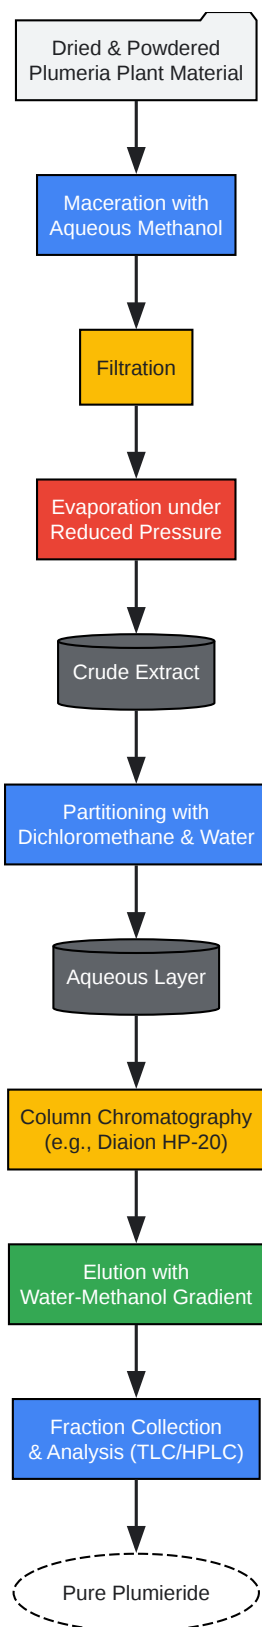 Dried & Powdered
Plumeria Plant Material
Maceration with
Aqueous Methanol
Filtration
Evaporation under
Reduced Pressure
Crude Extract
Partitioning with
Dichloromethane & Water
Aqueous Layer
Column Chromatography
(e.g., Diaion HP-20)
Elution with
Water-Methanol Gradient
Fraction Collection
& Analysis (TLC/HPLC)
Pure Plumieride